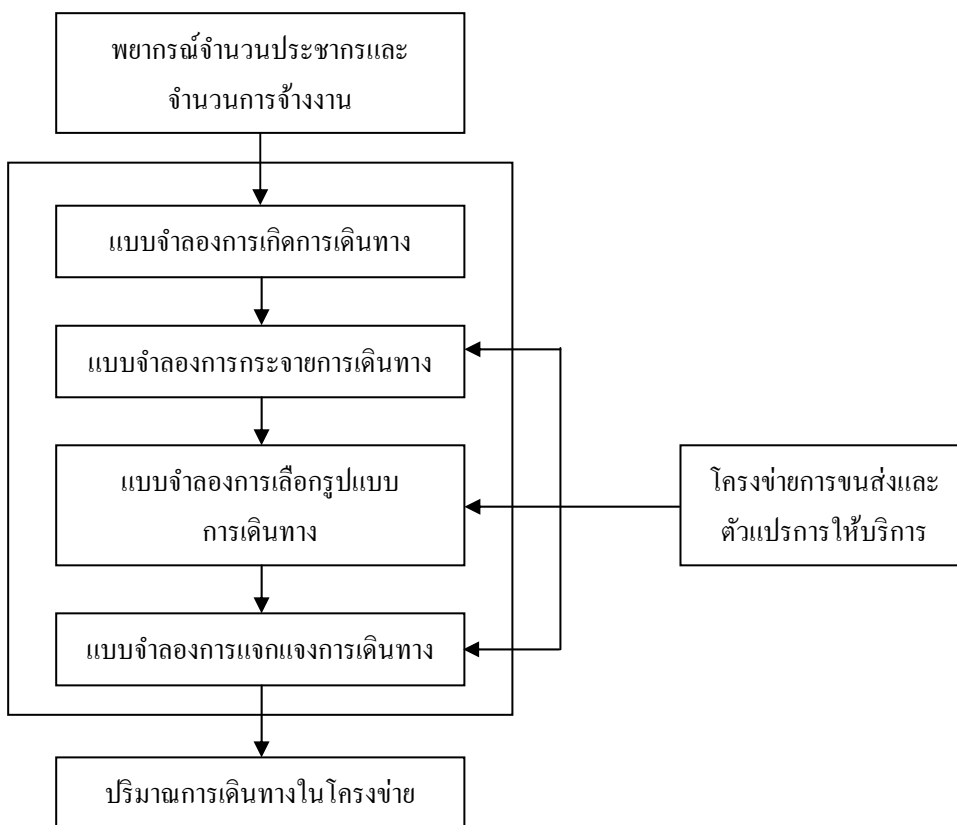 พยากรณ์จำนวนประชากรและ
จำนวนการจ้างงาน
แบบจำลองการเกิดการเดินทาง
แบบจำลองการกระจายการเดินทาง
แบบจำลองการเลือกรูปแบบ
การเดินทาง
โครงข่ายการขนส่งและ
ตัวแปรการให้บริการ
แบบจำลองการแจกแจงการเดินทาง
ปริมาณการเดินทางในโครงข่าย